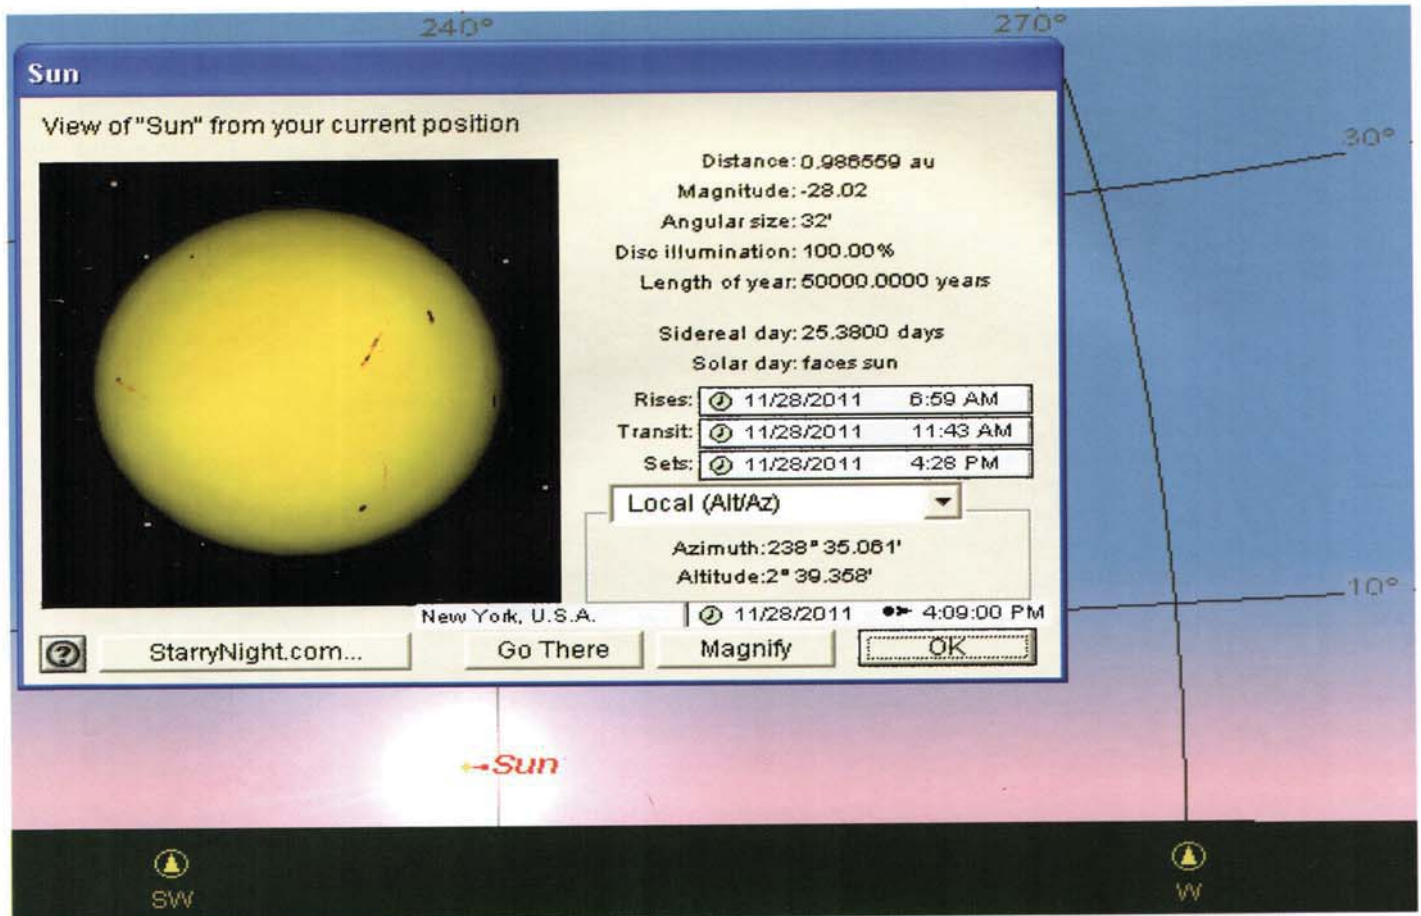 240° 270°
Sun
View of "Sun" from your current position
30°
Distance: 0.986559 au
Magnitude: -28.02
Angular size: 32'
Disc illumination: 100.00%
Length of year: 50000.0000 years
Sidereal day: 25.3800 days
Solar day: faces sun
Rises: 11/28/2011 6:59 AM
Transit: 11/28/2011 11:43 AM
Sets: 11/28/2011 4:28 PM
Local (Alt/Az)
Azimuth: 238° 35.061'
Altitude: 2° 39.358'
10°
New York, U.S.A. 11/28/2011 4:09:00 PM
? StarryNight.com... Go There Magnify OK
Sun
SW W